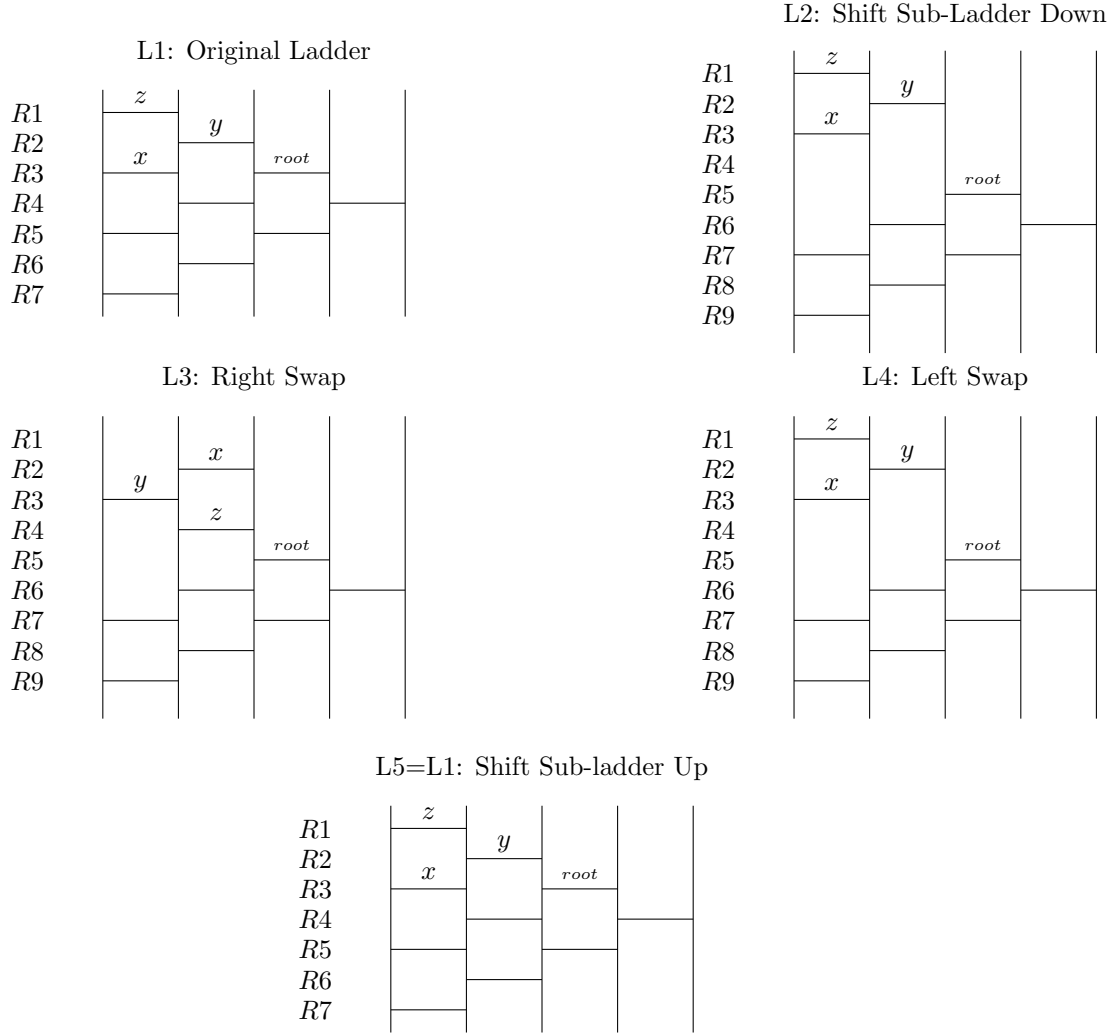 L1: Original Ladder
R1
z
R2
y
R3
x
root
R4
R5
R6
R7
L2: Shift Sub-Ladder Down
R1
z
R2
y
R3
x
R4
R5
root
R6
R7
R8
R9
L3: Right Swap
R1
R2
x
R3
y
R4
z
R5
root
R6
R7
R8
R9
L4: Left Swap
R1
z
R2
y
R3
x
R4
R5
root
R6
R7
R8
R9
L5=L1: Shift Sub-ladder Up
R1
z
R2
y
R3
x
root
R4
R5
R6
R7